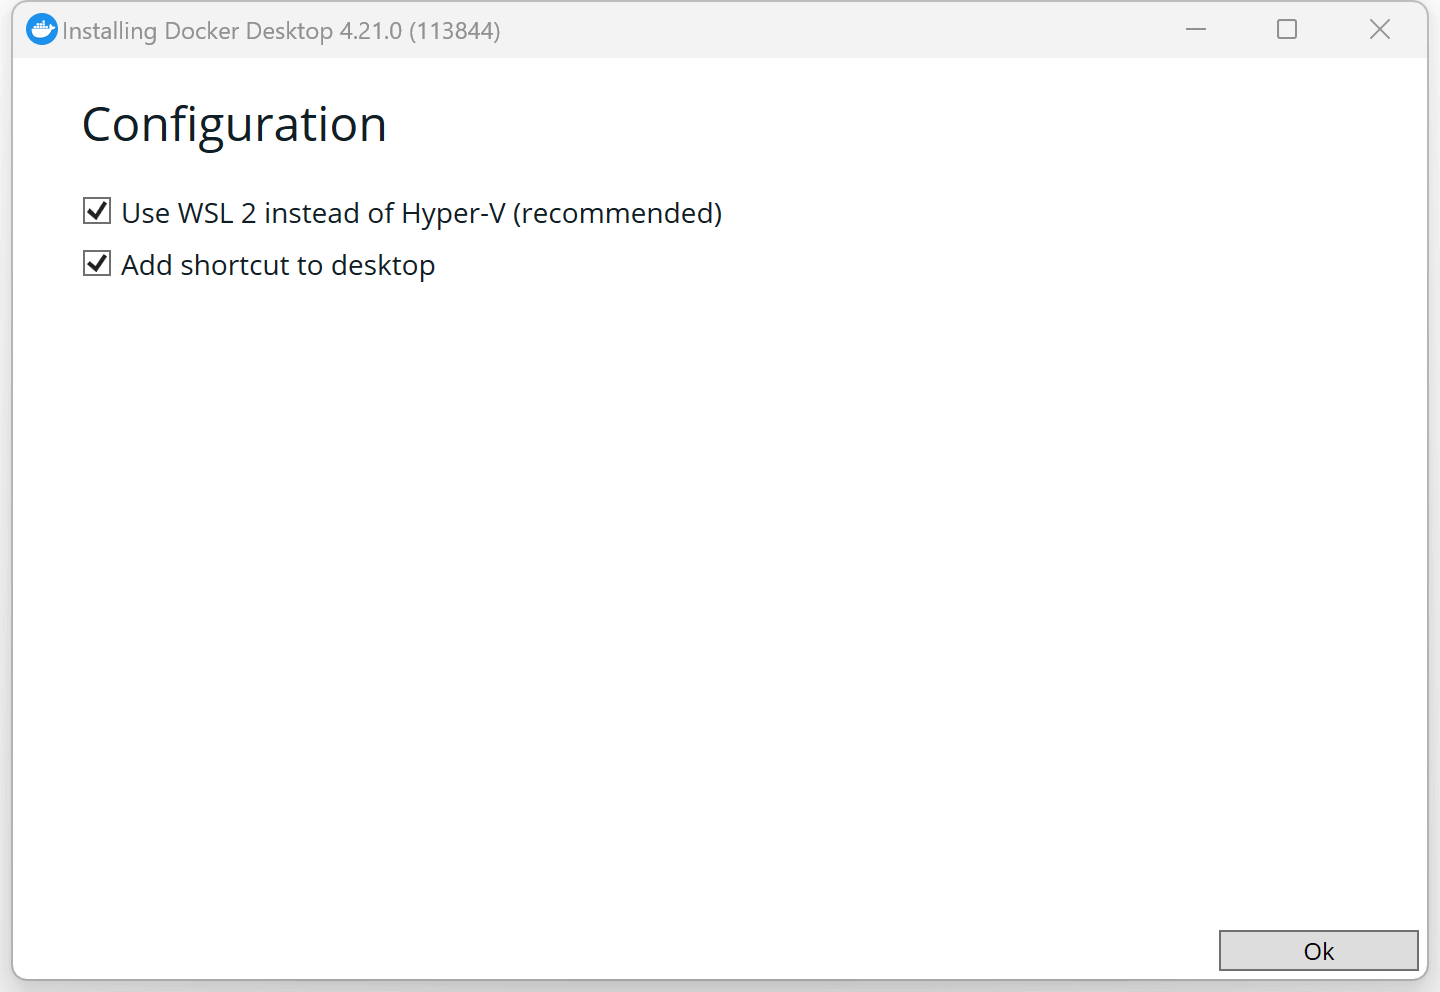 Installing Docker Desktop 4.21.0 (113844)
Configuration
Use WSL 2 instead of Hyper-V (recommended)
Add shortcut to desktop
Ok